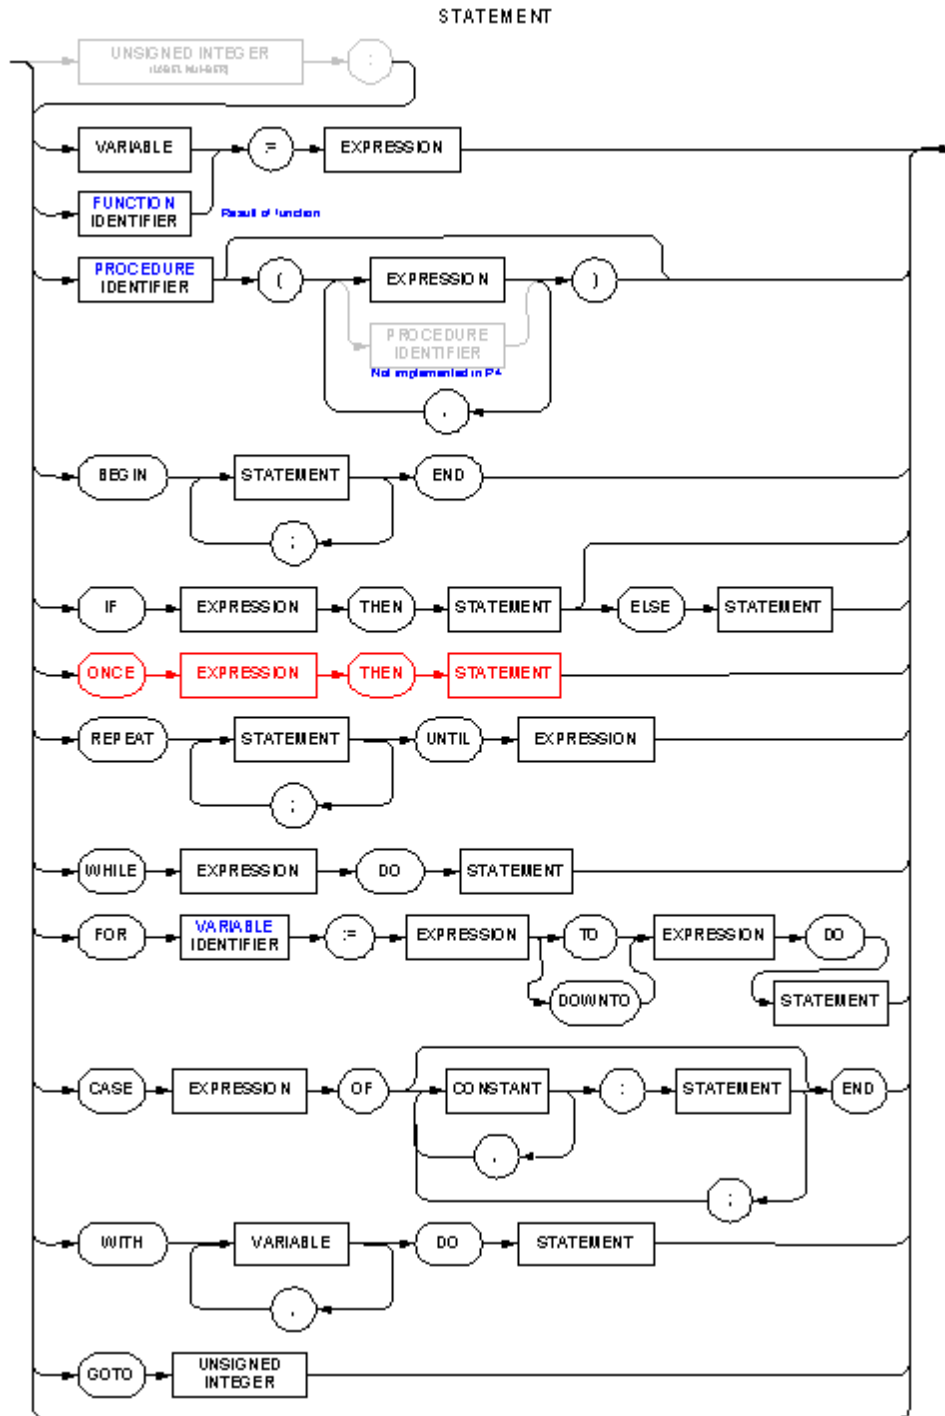 STATEMENT
UNSIGNED INTEGER
(LABEL NUMBER)
:
VARIABLE := EXPRESSION
FUNCTION
IDENTIFIER
Result of function
PROCEDURE
IDENTIFIER
( EXPRESSION )
PROCEDURE
IDENTIFIER
Not implemented in P4
,
BEGIN STATEMENT END
;
IF EXPRESSION THEN STATEMENT ELSE STATEMENT
ONCE EXPRESSION THEN STATEMENT
REPEAT STATEMENT UNTIL EXPRESSION
;
WHILE EXPRESSION DO STATEMENT
FOR VARIABLE
IDENTIFIER
:= EXPRESSION TO EXPRESSION DO
DOWNTO STATEMENT
CASE EXPRESSION OF CONSTANT : STATEMENT END
,
;
WITH VARIABLE DO STATEMENT
,
GOTO UNSIGNED
INTEGER